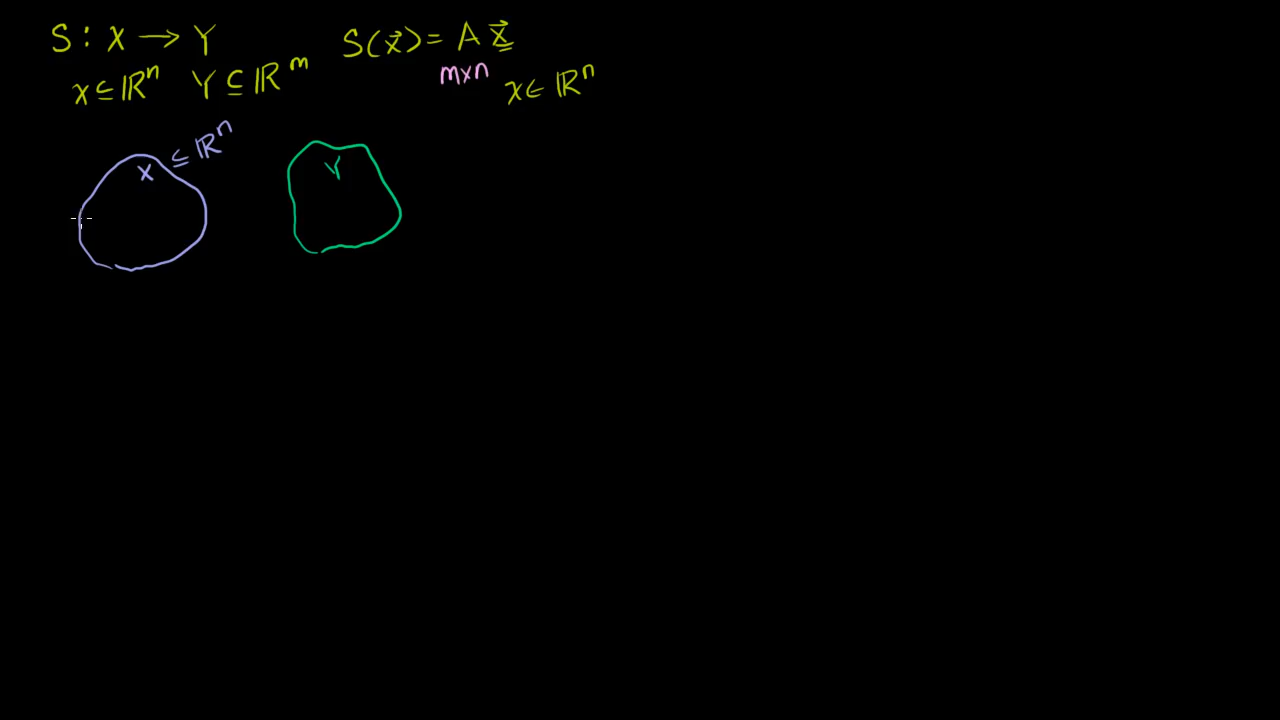 S : X → Y   S(x⃗) = A x⃗
x ⊆ ℝⁿ   Y ⊆ ℝᵐ   m×n   x ∈ ℝⁿ
X ⊆ ℝⁿ   Y